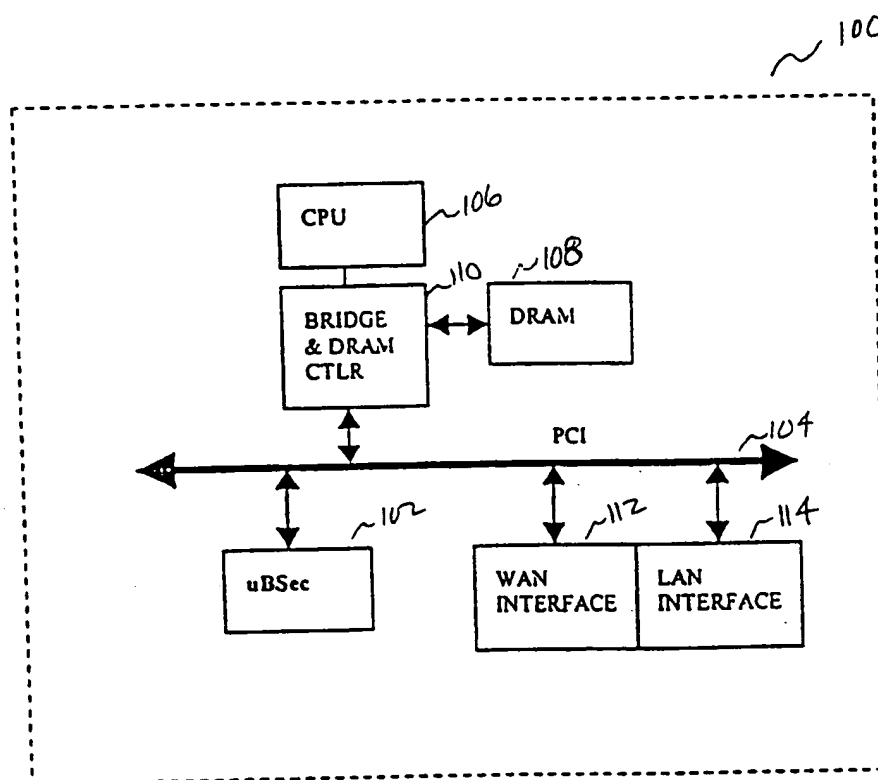 100
CPU
106
110
108
BRIDGE
& DRAM
CTLR
DRAM
PCI
104
102
112
114
uBSec
WAN
INTERFACE
LAN
INTERFACE